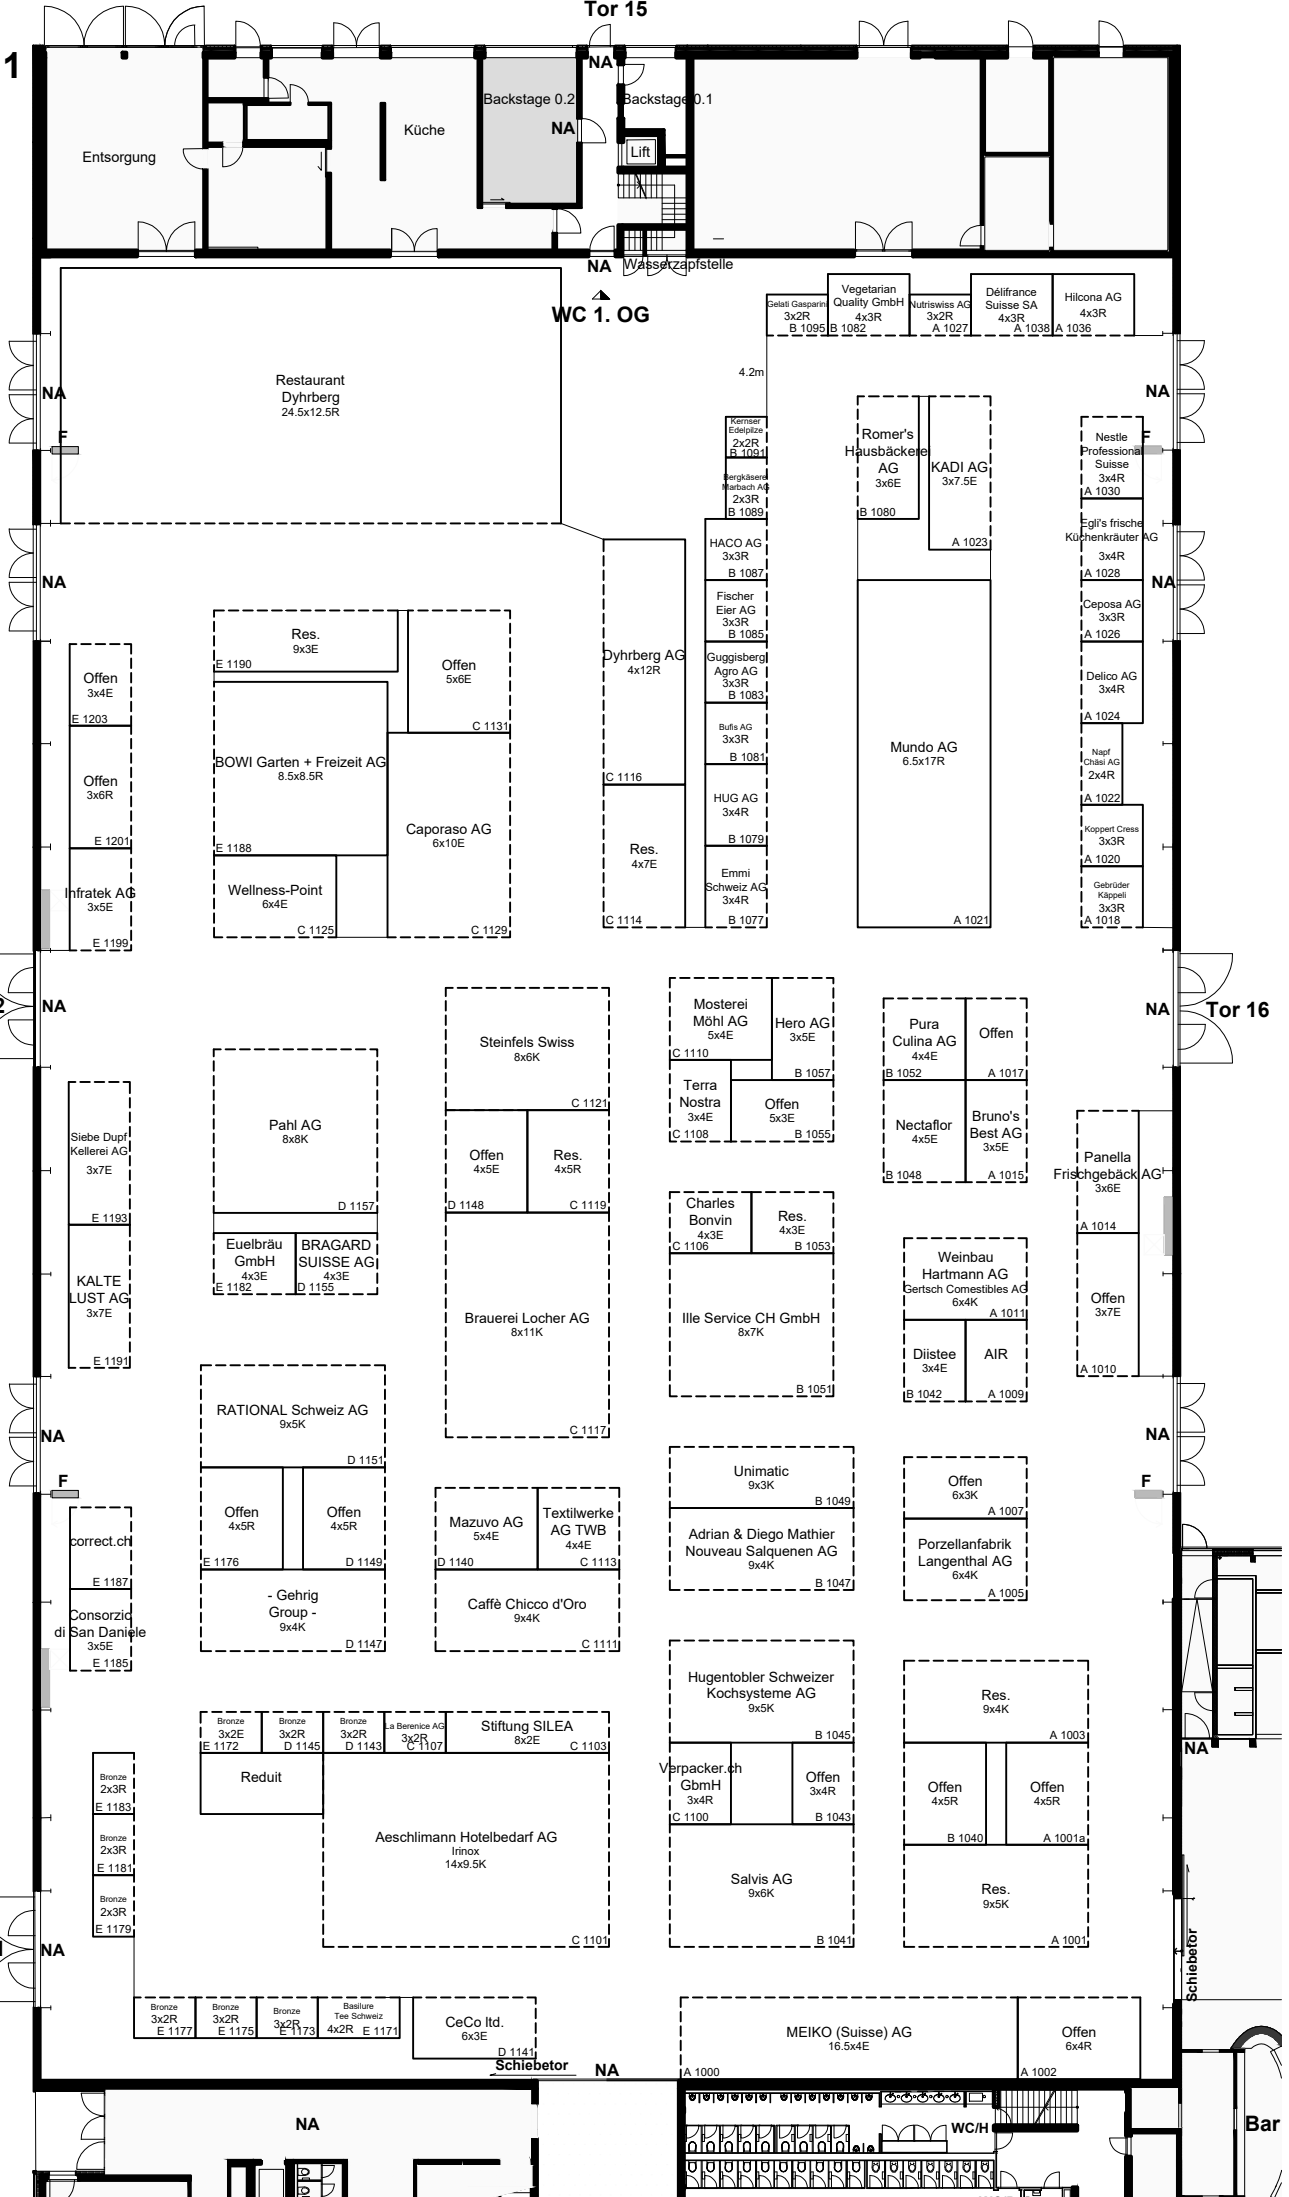 Tor 15
1
NA
Backstage 0.2
Backstage 0.1
NA
Küche
Lift
Entsorgung
NA
Wasserzapfstelle
WC 1. OG
Gelati Gasparini
3x2R
B 1095
Vegetarian
Quality GmbH
4x3R
B 1082
Nutriswiss AG
3x2R
A 1027
Délifrance
Suisse SA
4x3R
A 1038
Hilcona AG
4x3R
A 1036
4.2m
Restaurant
Dyhrberg
24.5x12.5R
NA
NA
F
F
Kernser
Edelpilze
2x2R
B 1091
Bergkäserei
Marbach AG
2x3R
B 1089
HACO AG
3x3R
B 1087
Fischer
Eier AG
3x3R
B 1085
Guggisberg
Agro AG
3x3R
B 1083
Bufis AG
3x3R
B 1081
HUG AG
3x4R
B 1079
Emmi
Schweiz AG
3x4R
B 1077
Romer's
Hausbäckerei
AG
3x6E
B 1080
KADI AG
3x7.5E
A 1023
Mundo AG
6.5x17R
A 1021
Nestle
Professional
Suisse
3x4R
A 1030
Egli's frische
Küchenkräuter AG
3x4R
A 1028
Ceposa AG
3x3R
A 1026
Delico AG
3x4R
A 1024
Napf
Chäsi AG
2x4R
A 1022
Koppert Cress
3x3R
A 1020
Gebrüder
Käppeli
3x3R
A 1018
NA
NA
Dyhrberg AG
4x12R
C 1116
Res.
4x7E
C 1114
Res.
9x3E
E 1190
Offen
5x6E
C 1131
BOWI Garten + Freizeit AG
8.5x8.5R
E 1188
Caporaso AG
6x10E
C 1129
Wellness-Point
6x4E
C 1125
Offen
3x4E
E 1203
Offen
3x6R
E 1201
Infratek AG
3x5E
E 1199
2
NA
NA
Tor 16
Steinfels Swiss
8x6K
C 1121
Offen
4x5E
D 1148
Res.
4x5R
C 1119
Brauerei Locher AG
8x11K
C 1117
Mosterei
Möhl AG
5x4E
C 1110
Hero AG
3x5E
B 1057
Terra
Nostra
3x4E
C 1108
Offen
5x3E
B 1055
Pura
Culina AG
4x4E
B 1052
Offen
A 1017
Nectaflor
4x5E
B 1048
Bruno's
Best AG
3x5E
A 1015
Panella
Frischgebäck AG
3x6E
A 1014
Offen
3x7E
A 1010
Pahl AG
8x8K
D 1157
Euelbräu
GmbH
4x3E
E 1182
BRAGARD
SUISSE AG
4x3E
D 1155
Siebe Dupf
Kellerei AG
3x7E
E 1193
KALTE
LUST AG
3x7E
E 1191
Charles
Bonvin
4x3E
C 1106
Res.
4x3E
B 1053
Ille Service CH GmbH
8x7K
B 1051
Weinbau
Hartmann AG
Gertsch Comestibles AG
6x4K
A 1011
Diistee
3x4E
B 1042
AIR
A 1009
RATIONAL Schweiz AG
9x5K
D 1151
Offen
4x5R
E 1176
Offen
4x5R
D 1149
- Gehrig
Group -
9x4K
D 1147
NA
NA
F
F
Mazuvo AG
5x4E
D 1140
Textilwerke
AG TWB
4x4E
C 1113
Caffè Chicco d'Oro
9x4K
C 1111
Unimatic
9x3K
B 1049
Adrian & Diego Mathier
Nouveau Salquenen AG
9x4K
B 1047
Offen
6x3K
A 1007
Porzellanfabrik
Langenthal AG
6x4K
A 1005
correct.ch
E 1187
Consorzio
di San Daniele
3x5E
E 1185
Hugentobler Schweizer
Kochsysteme AG
9x5K
B 1045
Verpacker.ch
GbmH
3x4R
C 1100
Offen
3x4R
B 1043
Salvis AG
9x6K
B 1041
Res.
9x4K
A 1003
Offen
4x5R
B 1040
Offen
4x5R
A 1001a
Res.
9x5K
A 1001
NA
Bronze
3x2E
E 1172
Bronze
3x2R
D 1145
Bronze
3x2R
D 1143
La Berenice AG
3x2R
C 1107
Stiftung SILEA
8x2E
C 1103
Reduit
Aeschlimann Hotelbedarf AG
Irinox
14x9.5K
C 1101
Bronze
2x3R
E 1183
Bronze
2x3R
E 1181
Bronze
2x3R
E 1179
NA
Schiebetor
Bronze
3x2R
E 1177
Bronze
3x2R
E 1175
Bronze
3x2R
E 1173
Basilure
Tee Schweiz
4x2R
E 1171
CeCo ltd.
6x3E
D 1141
MEIKO (Suisse) AG
16.5x4E
A 1000
Offen
6x4R
A 1002
Schiebetor
NA
NA
WC/H
Bar